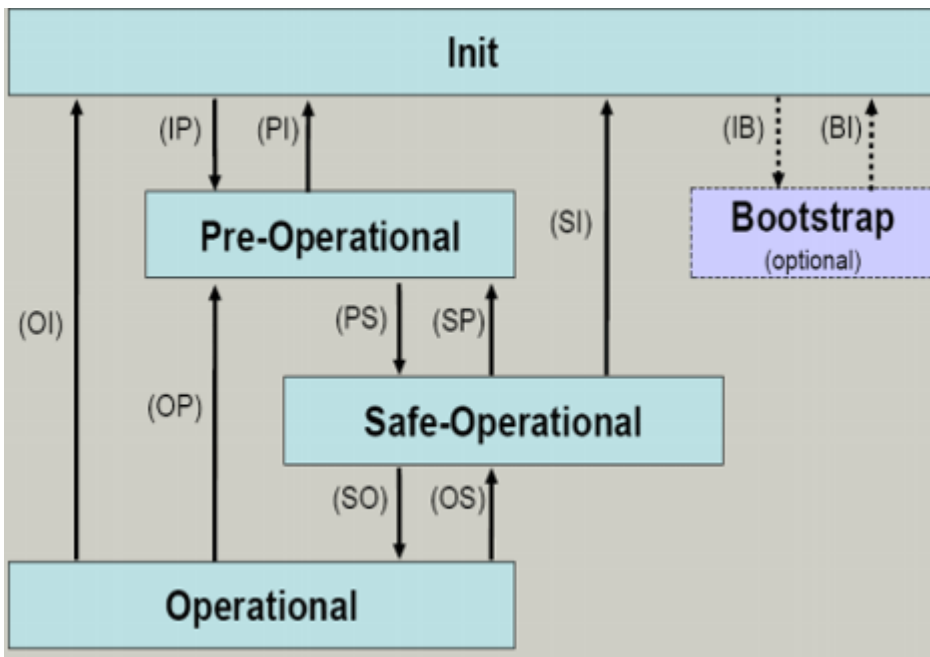 Init
(IP)
(PI)
(IB)
(BI)
Pre-Operational
(SI)
Bootstrap
(optional)
(OI)
(PS)
(SP)
(OP)
Safe-Operational
(SO)
(OS)
Operational